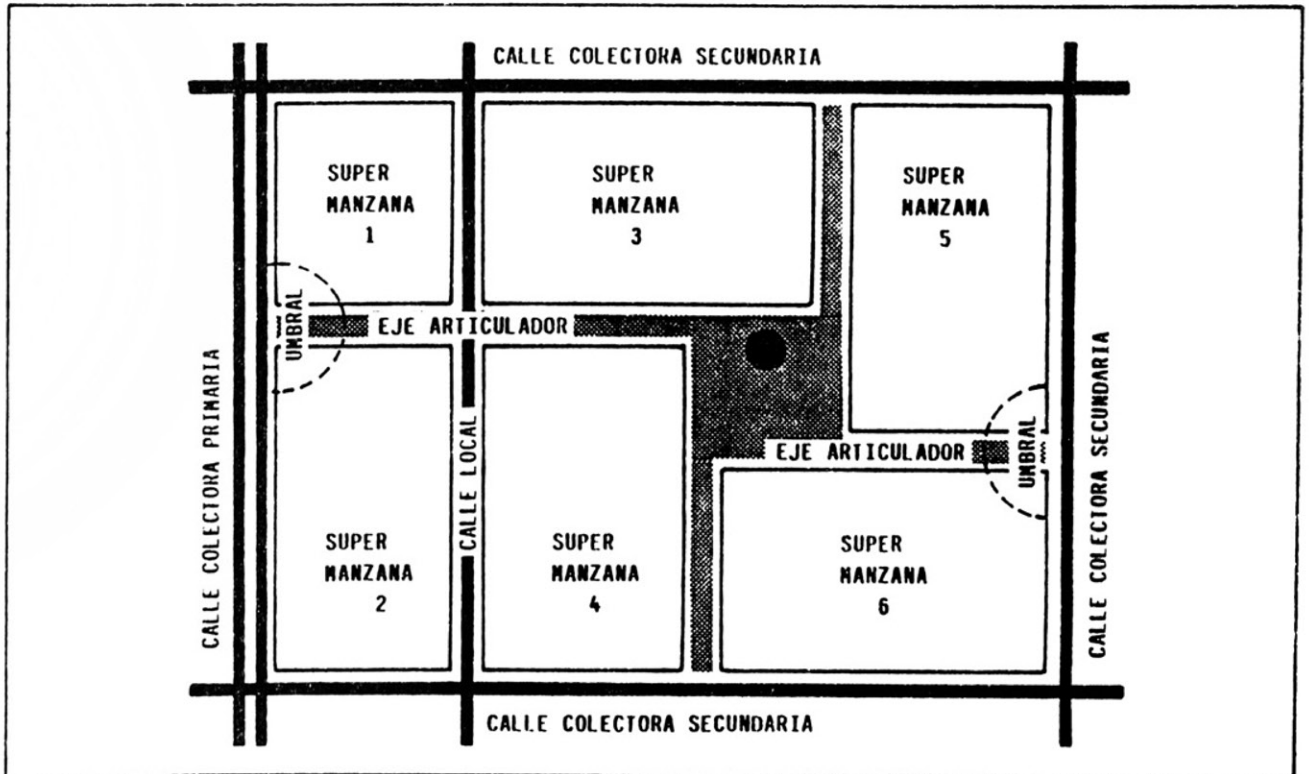 CALLE COLECTORA SECUNDARIA
SUPER
MANZANA
1
SUPER
MANZANA
3
SUPER
MANZANA
5
UMBRAL
EJE ARTICULADOR
CALLE COLECTORA PRIMARIA
CALLE LOCAL
EJE ARTICULADOR
UMBRAL
CALLE COLECTORA SECUNDARIA
SUPER
MANZANA
2
SUPER
MANZANA
4
SUPER
MANZANA
6
CALLE COLECTORA SECUNDARIA